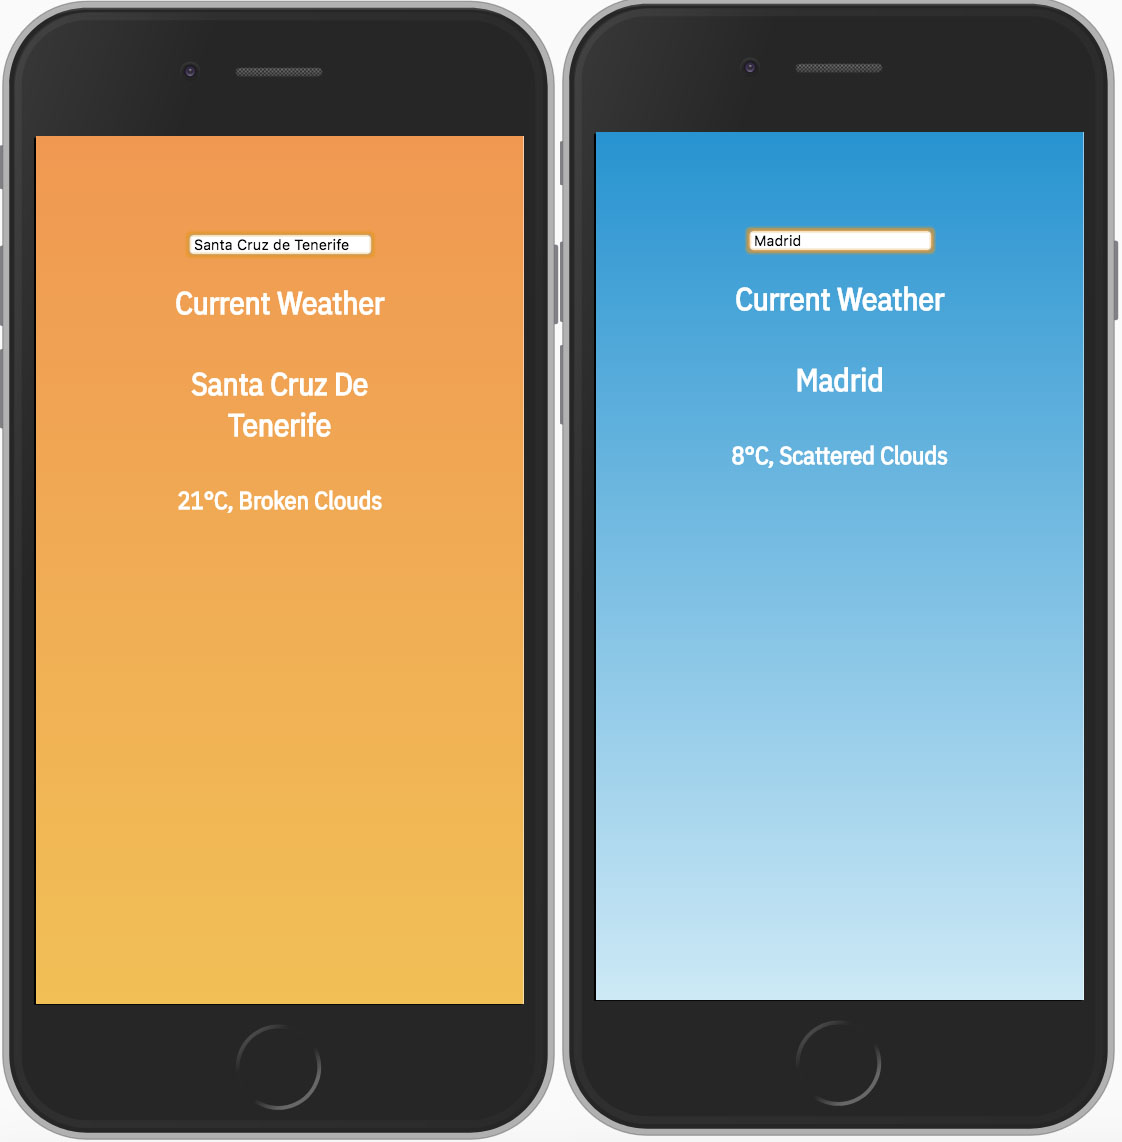 Santa Cruz de Tenerife
Current Weather
Santa Cruz De
Tenerife
21°C, Broken Clouds
Madrid
Current Weather
Madrid
8°C, Scattered Clouds